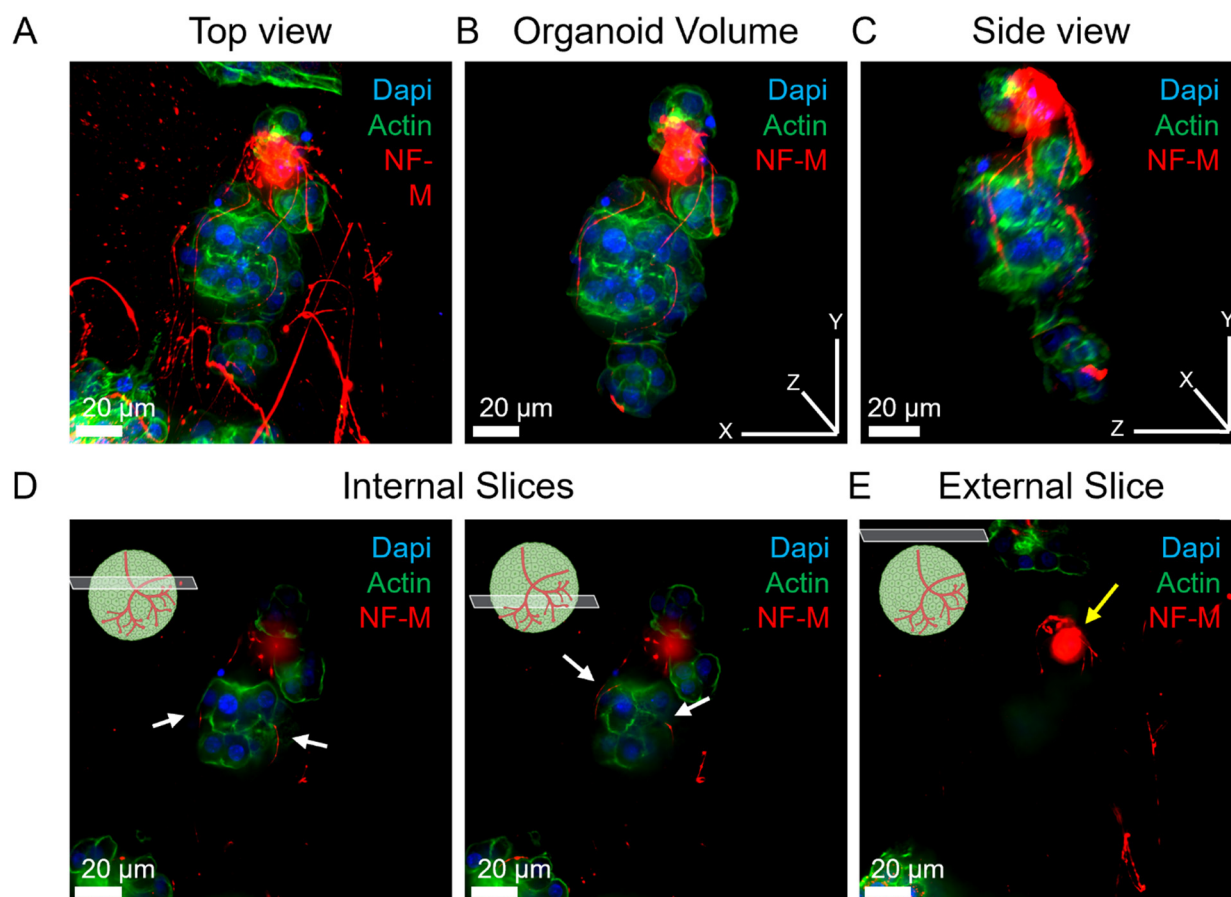 A Top view
Dapi
Actin
NF-
M
20 µm
B Organoid Volume
Dapi
Actin
NF-M
Y
Z
X
20 µm
C Side view
Dapi
Actin
NF-M
Y
X
Z
20 µm
D Internal Slices
Dapi
Actin
NF-M
20 µm
Dapi
Actin
NF-M
20 µm
E External Slice
Dapi
Actin
NF-M
20 µm